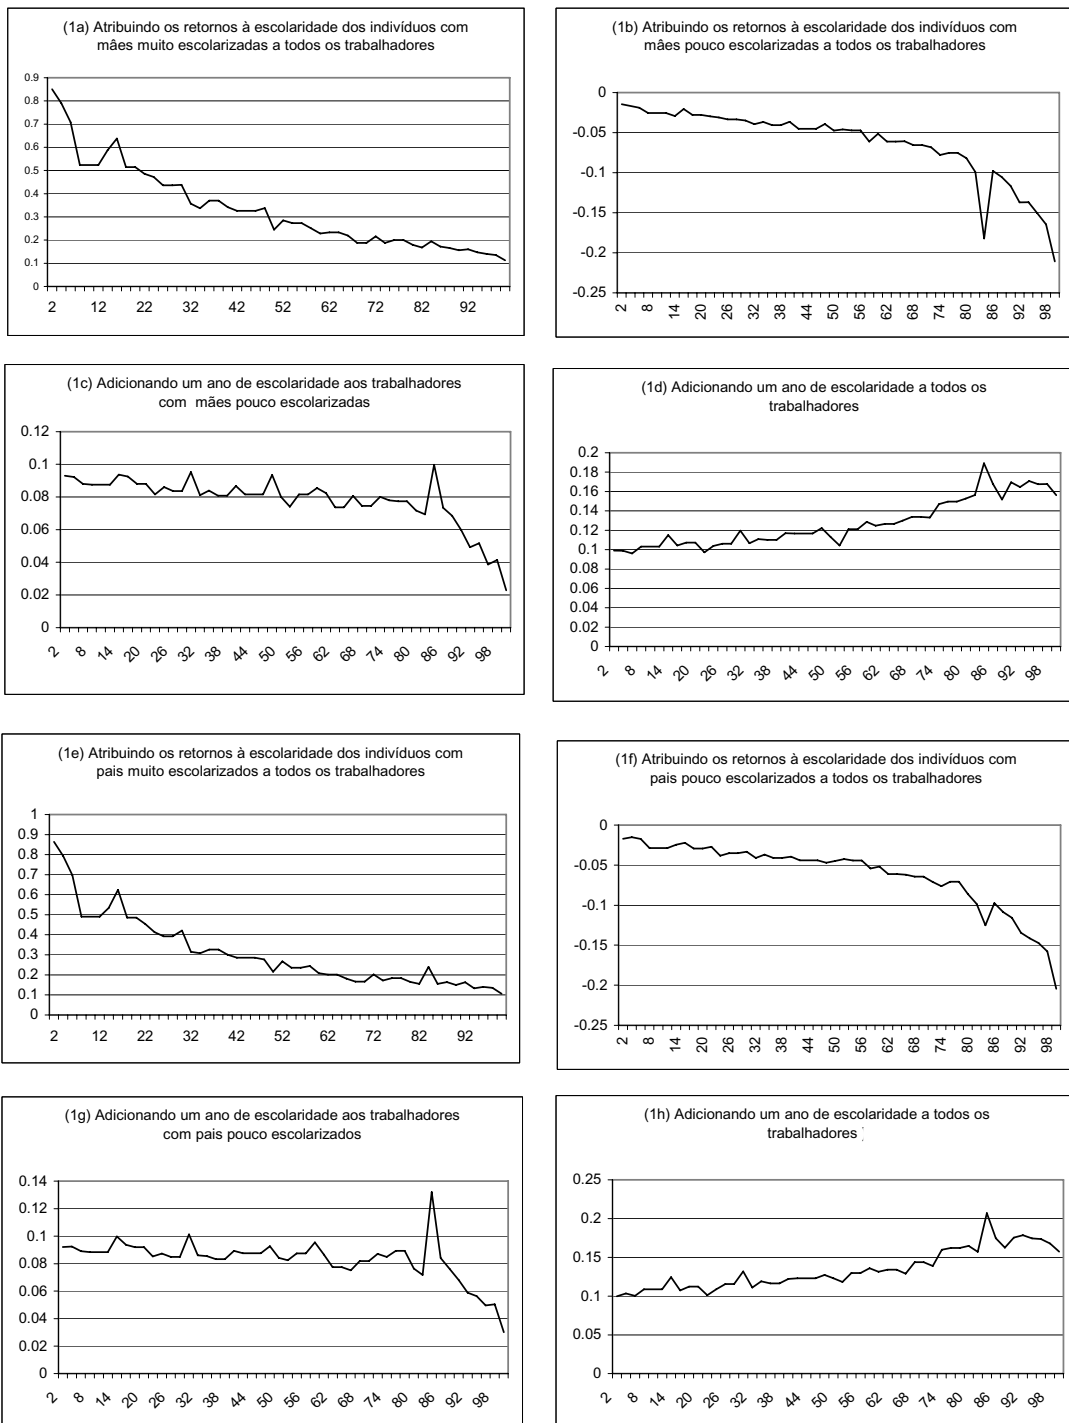 (1a) Atribuindo os retornos à escolaridade dos indivíduos com
mâes muito escolarizadas a todos os trabalhadores
0.9
0.8
0.7
0.6
0.5
0.4
0.3
0.2
0.1
0
2 12 22 32 42 52 62 72 82 92
(1b) Atribuindo os retornos à escolaridade dos indivíduos com
mâes pouco escolarizadas a todos os trabalhadores
0
-0.05
-0.1
-0.15
-0.2
-0.25
2 8 14 20 26 32 38 44 50 56 62 68 74 80 86 92 98
(1c) Adicionando um ano de escolaridade aos trabalhadores
com mães pouco escolarizadas
0.12
0.1
0.08
0.06
0.04
0.02
0
2 8 14 20 26 32 38 44 50 56 62 68 74 80 86 92 98
(1d) Adicionando um ano de escolaridade a todos os
trabalhadores
0.2
0.18
0.16
0.14
0.12
0.1
0.08
0.06
0.04
0.02
0
2 8 14 20 26 32 38 44 50 56 62 68 74 80 86 92 98
(1e) Atribuindo os retornos à escolaridade dos indivíduos com
pais muito escolarizados a todos os trabalhadores
1
0.9
0.8
0.7
0.6
0.5
0.4
0.3
0.2
0.1
0
2 12 22 32 42 52 62 72 82 92
(1f) Atribuindo os retornos à escolaridade dos indivíduos com
pais pouco escolarizados a todos os trabalhadores
0
-0.05
-0.1
-0.15
-0.2
-0.25
2 8 14 20 26 32 38 44 50 56 62 68 74 80 86 92 98
(1g) Adicionando um ano de escolaridade aos trabalhadores
com pais pouco escolarizados
0.14
0.12
0.1
0.08
0.06
0.04
0.02
0
2 8 14 20 26 32 38 44 50 56 62 68 74 80 86 92 98
(1h) Adicionando um ano de escolaridade a todos os
trabalhadores
0.25
0.2
0.15
0.1
0.05
0
2 8 14 20 26 32 38 44 50 56 62 68 74 80 86 92 98